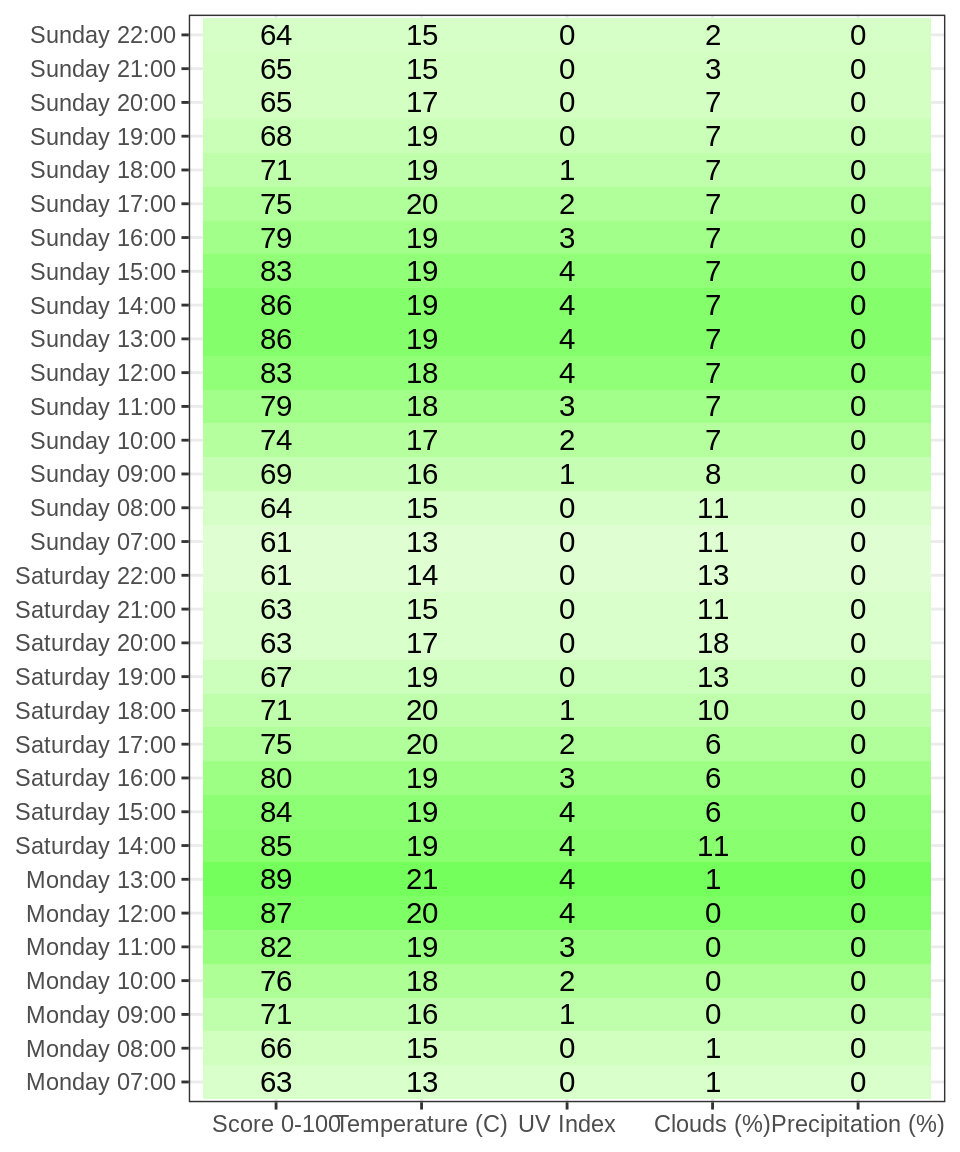 Sunday 22:00 64 15 0 2 0
Sunday 21:00 65 15 0 3 0
Sunday 20:00 65 17 0 7 0
Sunday 19:00 68 19 0 7 0
Sunday 18:00 71 19 1 7 0
Sunday 17:00 75 20 2 7 0
Sunday 16:00 79 19 3 7 0
Sunday 15:00 83 19 4 7 0
Sunday 14:00 86 19 4 7 0
Sunday 13:00 86 19 4 7 0
Sunday 12:00 83 18 4 7 0
Sunday 11:00 79 18 3 7 0
Sunday 10:00 74 17 2 7 0
Sunday 09:00 69 16 1 8 0
Sunday 08:00 64 15 0 11 0
Sunday 07:00 61 13 0 11 0
Saturday 22:00 61 14 0 13 0
Saturday 21:00 63 15 0 11 0
Saturday 20:00 63 17 0 18 0
Saturday 19:00 67 19 0 13 0
Saturday 18:00 71 20 1 10 0
Saturday 17:00 75 20 2 6 0
Saturday 16:00 80 19 3 6 0
Saturday 15:00 84 19 4 6 0
Saturday 14:00 85 19 4 11 0
Monday 13:00 89 21 4 1 0
Monday 12:00 87 20 4 0 0
Monday 11:00 82 19 3 0 0
Monday 10:00 76 18 2 0 0
Monday 09:00 71 16 1 0 0
Monday 08:00 66 15 0 1 0
Monday 07:00 63 13 0 1 0
Score 0-100 Temperature (C) UV Index Clouds (%) Precipitation (%)